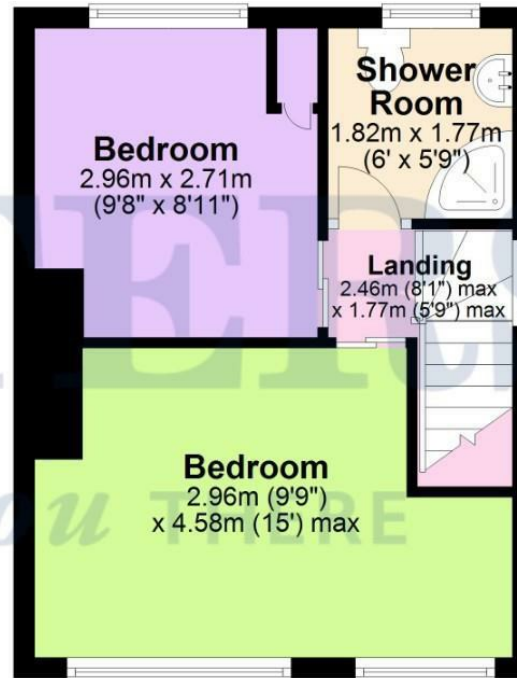 Bedroom
2.96m x 2.71m
(9'8" x 8'11")
Shower
Room
1.82m x 1.77m
(6' x 5'9")
Landing
2.46m (8'1") max
x 1.77m (5'9") max
Bedroom
2.96m (9'9")
x 4.58m (15') max
THERE